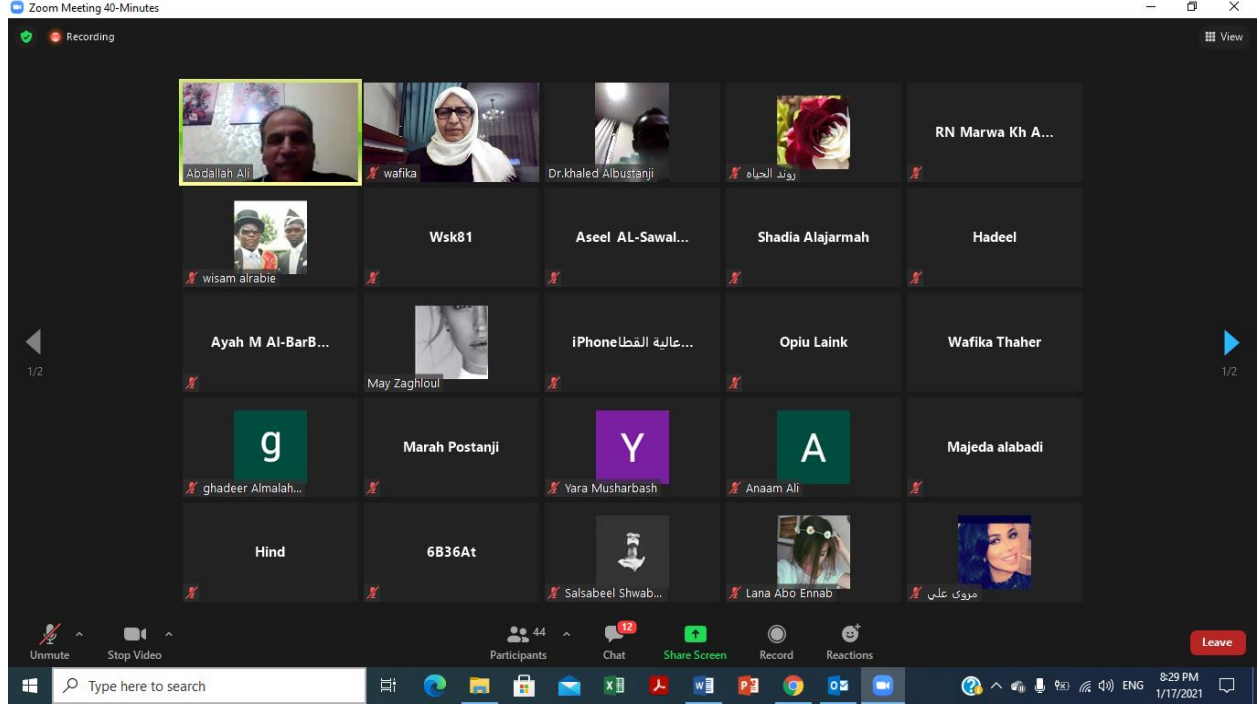 Zoom Meeting 40-Minutes
Recording
View
Abdallah Ali
wafika
Dr.khaled Albustanji
روند الحياه
RN Marwa Kh A...
wisam alrabie
Wsk81
Aseel AL-Sawal...
Shadia Alajarmah
Hadeel
Ayah M Al-BarB...
May Zaghloul
iPhoneعالية القطا...
Opiu Laink
Wafika Thaher
1/2
1/2
g
ghadeer Almalah...
Marah Postanji
Y
Yara Musharbash
A
Anaam Ali
Majeda alabadi
Hind
6B36At
Salsabeel Shwab...
Lana Abo Ennab
مروى علي
Unmute
Stop Video
44
Participants
12
Chat
Share Screen
Record
Reactions
Leave
Type here to search
ENG
8:29 PM
1/17/2021